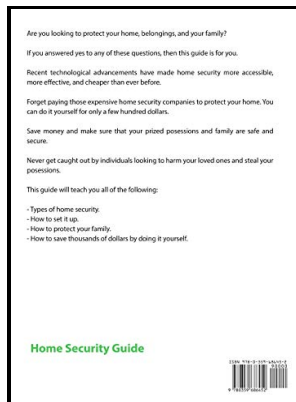 Are you looking to protect your home, belongings, and your family?
If you answered yes to any of these questions, then this guide is for you.
Recent technological advancements have made home security more accessible,
more effective, and cheaper than ever before.
Forget paying those expensive home security companies to protect your home. You
can do it yourself for only a few hundred dollars.
Save money and make sure that your prized posessions and family are safe and
secure.
Never get caught out by individuals looking to harm your loved ones and steal your
posessions.
This guide will teach you all of the following:
- Types of home security.
- How to set it up.
- How to protect your family.
- How to save thousands of dollars by doing it yourself.
Home Security Guide